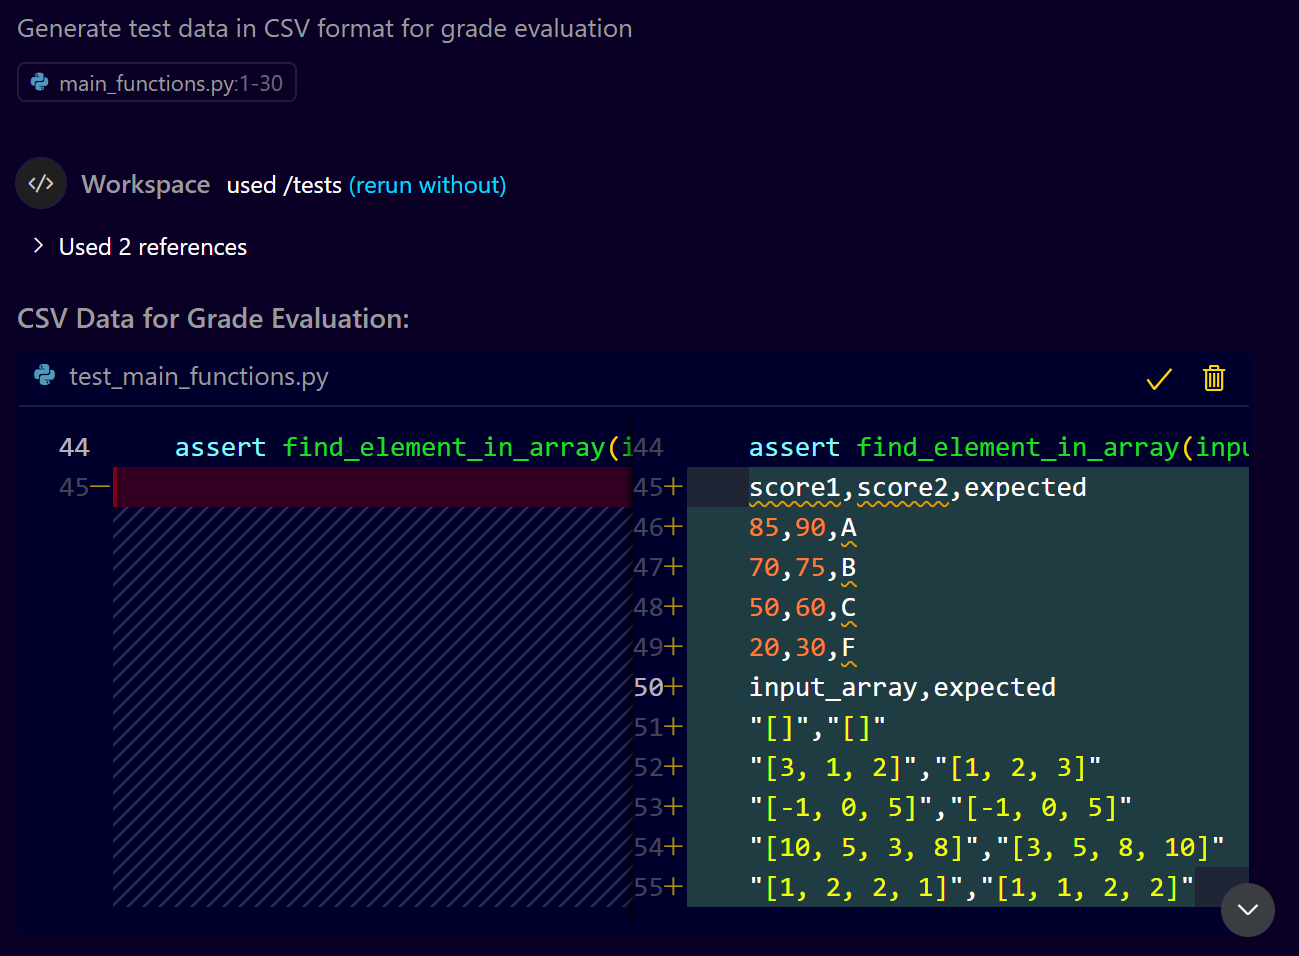 Generate test data in CSV format for grade evaluation
main_functions.py:1-30
</> Workspace used /tests (rerun without)
> Used 2 references
CSV Data for Grade Evaluation:
test_main_functions.py
44 assert find_element_in_array(i 44 assert find_element_in_array(inpu
45— 45+ score1,score2,expected
46+ 85,90,A
47+ 70,75,B
48+ 50,60,C
49+ 20,30,F
50+ input_array,expected
51+ "[]","[]"
52+ "[3, 1, 2]","[1, 2, 3]"
53+ "[-1, 0, 5]","[-1, 0, 5]"
54+ "[10, 5, 3, 8]","[3, 5, 8, 10]"
55+ "[1, 2, 2, 1]","[1, 1, 2, 2]"